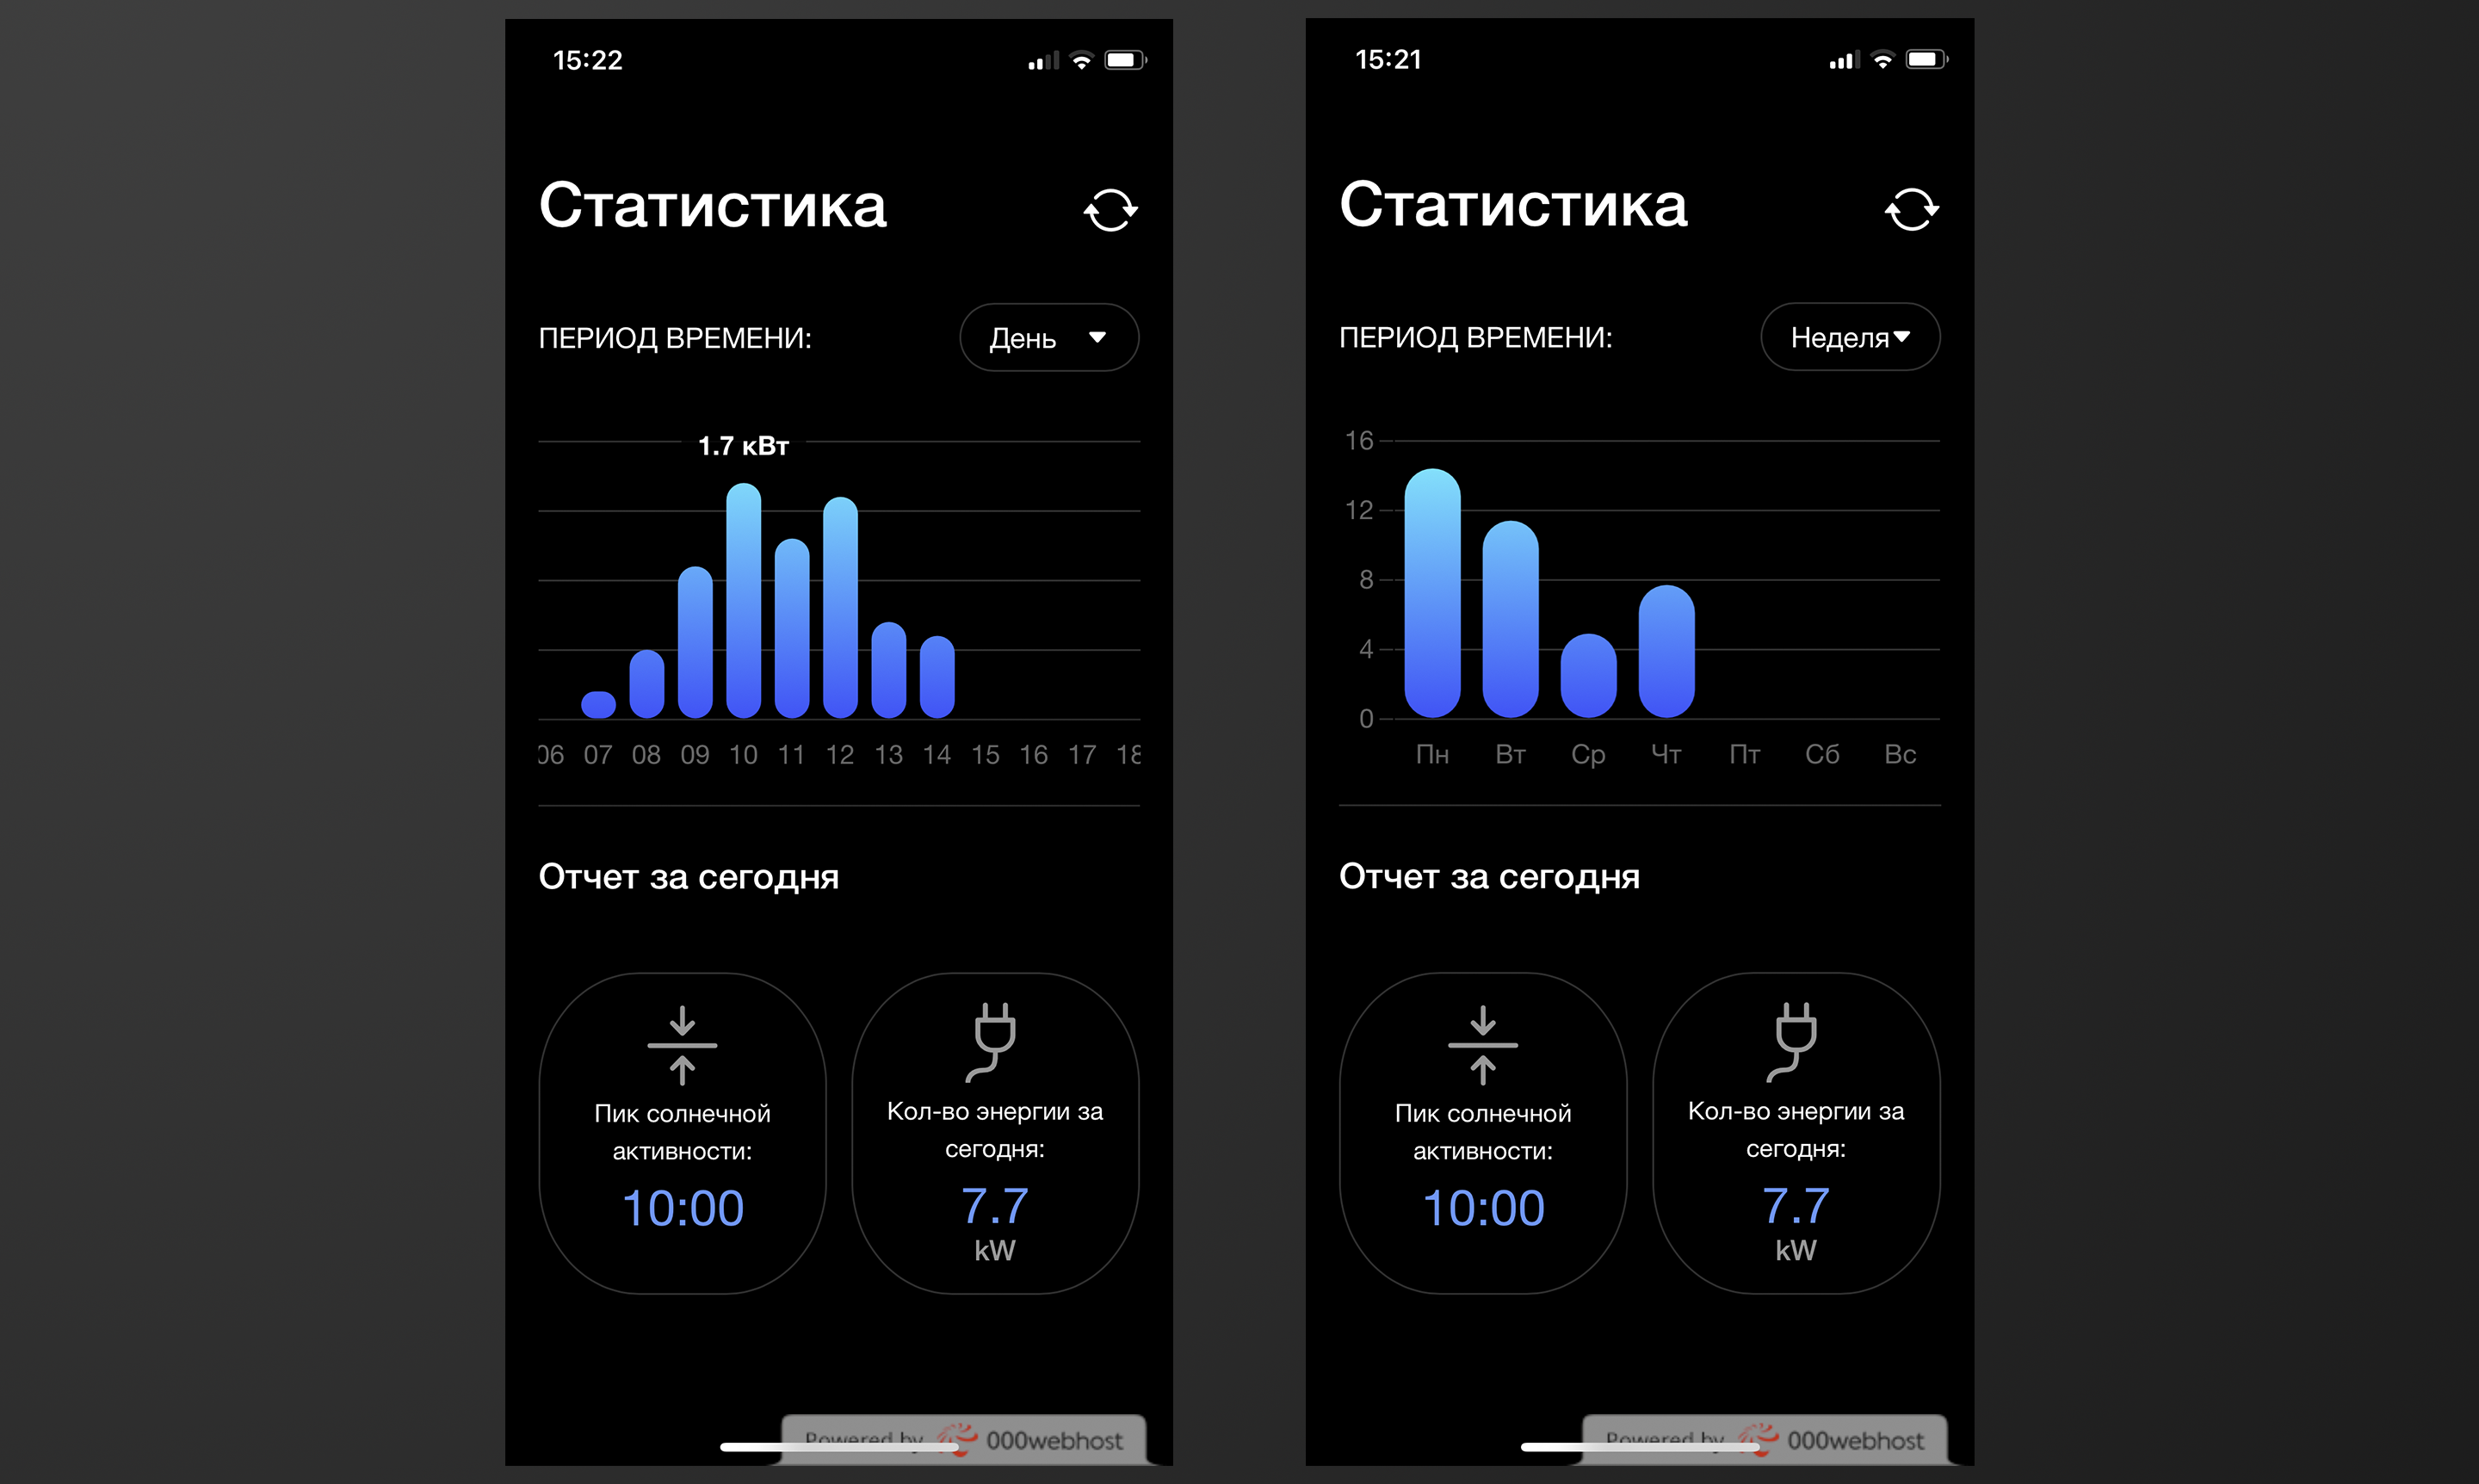 15:22
Статистика
ПЕРИОД ВРЕМЕНИ:
День
1.7 кВт
06 07 08 09 10 11 12 13 14 15 16 17 18
Отчет за сегодня
Пик солнечной
активности:
10:00
Кол-во энергии за
сегодня:
7.7
kW
Powered by 000webhost
15:21
Статистика
ПЕРИОД ВРЕМЕНИ:
Неделя
16
12
8
4
0
Пн Вт Ср Чт Пт Сб Вс
Отчет за сегодня
Пик солнечной
активности:
10:00
Кол-во энергии за
сегодня:
7.7
kW
Powered by 000webhost